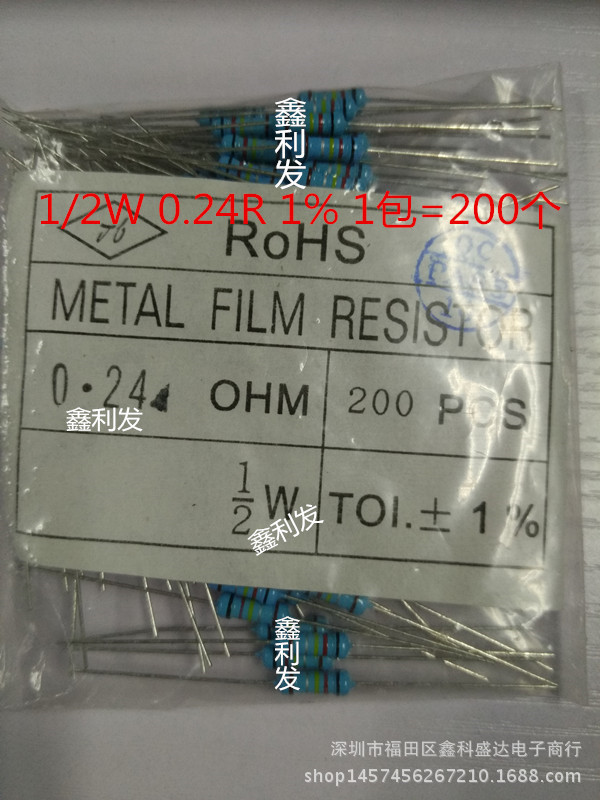 鑫利发
1/2W 0.24R 1% 1包=200个
RoHS
QC
PASS
METAL FILM RESISTOR
0.24 OHM 200 PCS
鑫利发
1/2 W TOl.± 1%
鑫利发
鑫利发
深圳市福田区鑫科盛达电子商行
shop1457456267210.1688.com